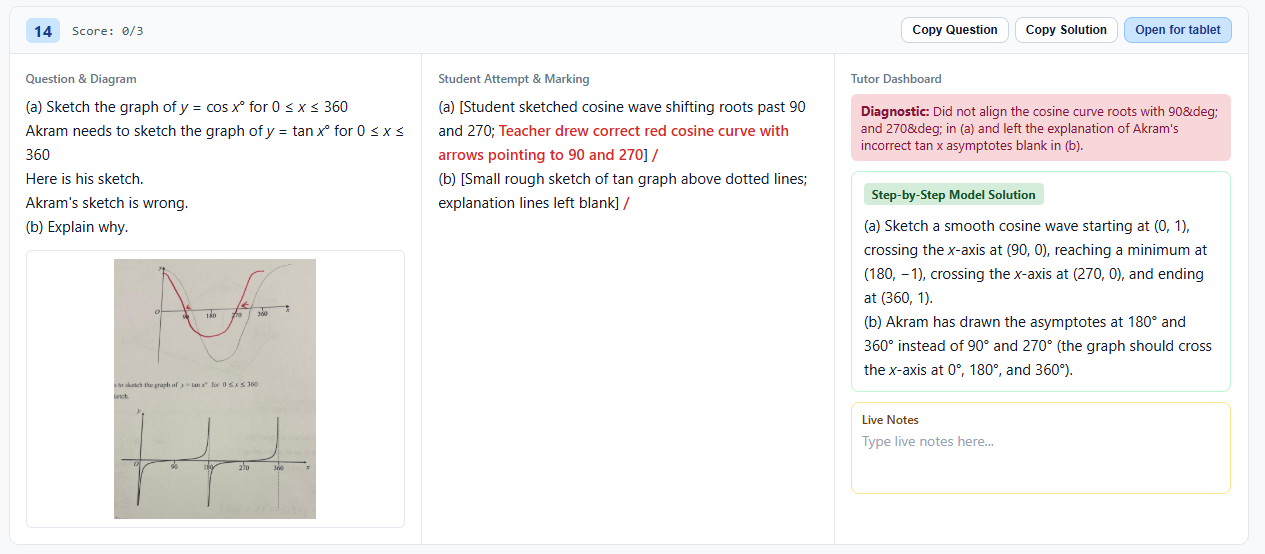 14 Score: 0/3 Copy Question Copy Solution Open for tablet
Question & Diagram
(a) Sketch the graph of y = cos x° for 0 ≤ x ≤ 360
Akram needs to sketch the graph of y = tan x° for 0 ≤ x ≤
360
Here is his sketch.
Akram's sketch is wrong.
(b) Explain why.
y
O
90
180
270
360
x
to sketch the graph of y = tan x° for 0 ≤ x ≤ 360
ketch.
y
O
90
180
270
360
x
Student Attempt & Marking
(a) [Student sketched cosine wave shifting roots past 90
and 270; Teacher drew correct red cosine curve with
arrows pointing to 90 and 270] /
(b) [Small rough sketch of tan graph above dotted lines;
explanation lines left blank] /
Tutor Dashboard
Diagnostic: Did not align the cosine curve roots with 90&deg;
and 270&deg; in (a) and left the explanation of Akram's
incorrect tan x asymptotes blank in (b).
Step-by-Step Model Solution
(a) Sketch a smooth cosine wave starting at (0, 1),
crossing the x-axis at (90, 0), reaching a minimum at
(180, −1), crossing the x-axis at (270, 0), and ending
at (360, 1).
(b) Akram has drawn the asymptotes at 180° and
360° instead of 90° and 270° (the graph should cross
the x-axis at 0°, 180°, and 360°).
Live Notes
Type live notes here...